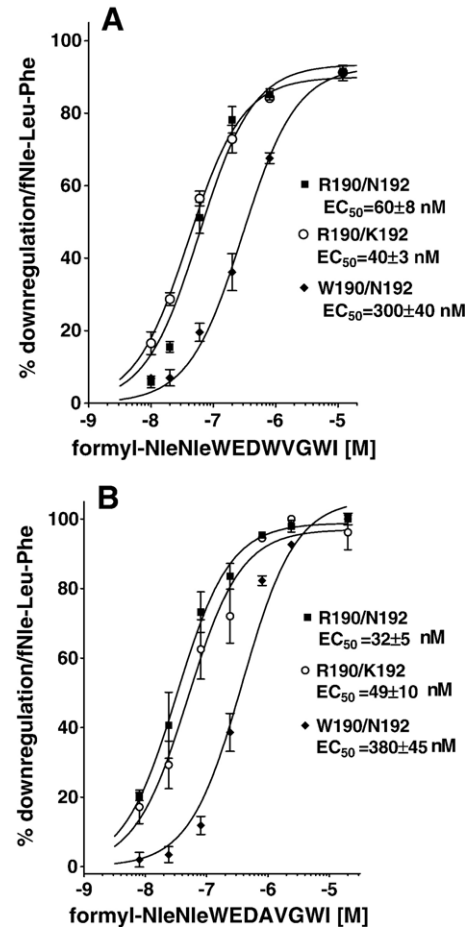 A
% downregulation/fNle-Leu-Phe
100
80
60
40
20
0
R190/N192
EC50=60±8 nM
R190/K192
EC50=40±3 nM
W190/N192
EC50=300±40 nM
-9 -8 -7 -6 -5
formyl-NleNleWEDWVGWI [M]
B
% downregulation/fNle-Leu-Phe
100
80
60
40
20
0
R190/N192
EC50 =32±5 nM
R190/K192
EC50 =49±10 nM
W190/N192
EC50 =380±45 nM
-9 -8 -7 -6 -5
formyl-NleNleWEDAVGWI [M]